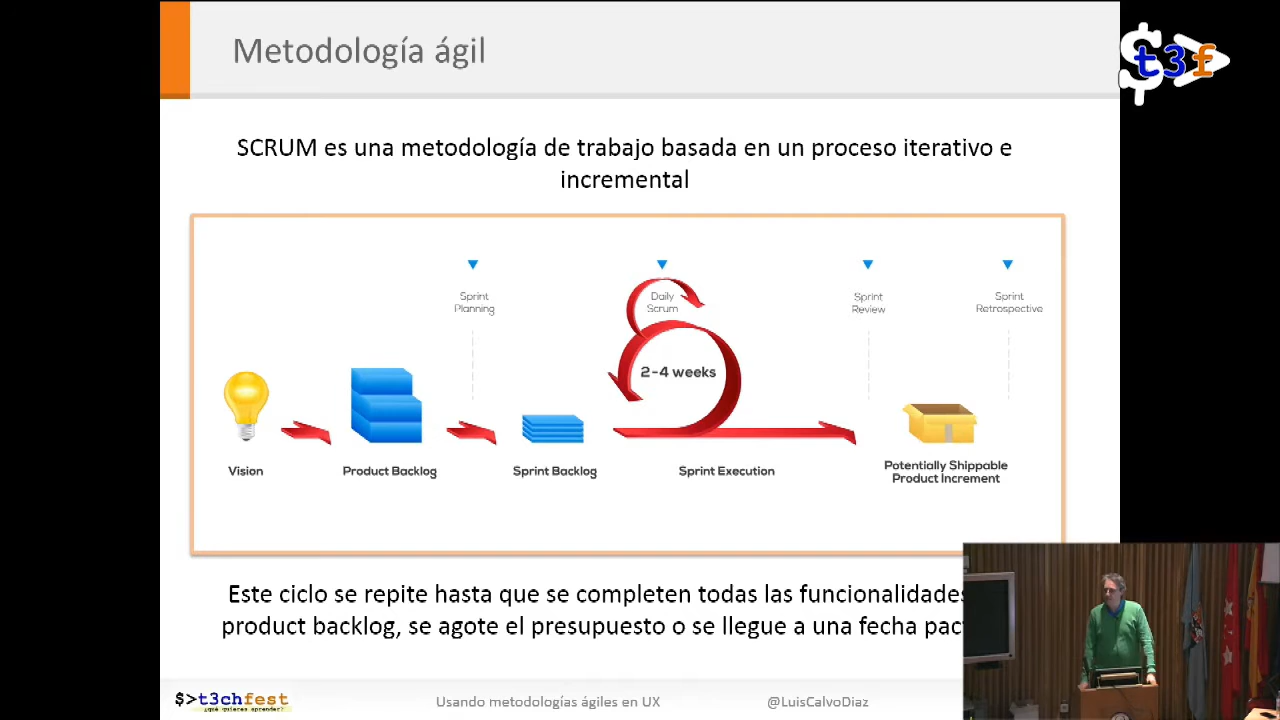 Metodología ágil
$ t3f
SCRUM es una metodología de trabajo basada en un proceso iterativo e
incremental
Sprint
Planning
Daily
Scrum
Sprint
Review
Sprint
Retrospective
2-4 weeks
Vision
Product Backlog
Sprint Backlog
Sprint Execution
Potentially Shippable
Product Increment
Este ciclo se repite hasta que se completen todas las funcionalidades
product backlog, se agote el presupuesto o se llegue a una fecha
$>t3chfest
¿qué quieres aprender?
Usando metodologías ágiles en UX
@LuisCalvoDiaz